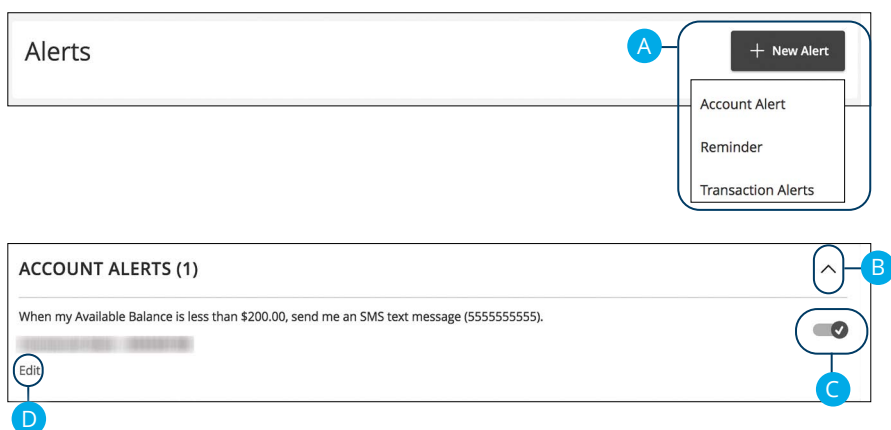 Alerts
A
+ New Alert
Account Alert
Reminder
Transaction Alerts
ACCOUNT ALERTS (1)
B
When my Available Balance is less than $200.00, send me an SMS text message (5555555555).
C
Edit
D